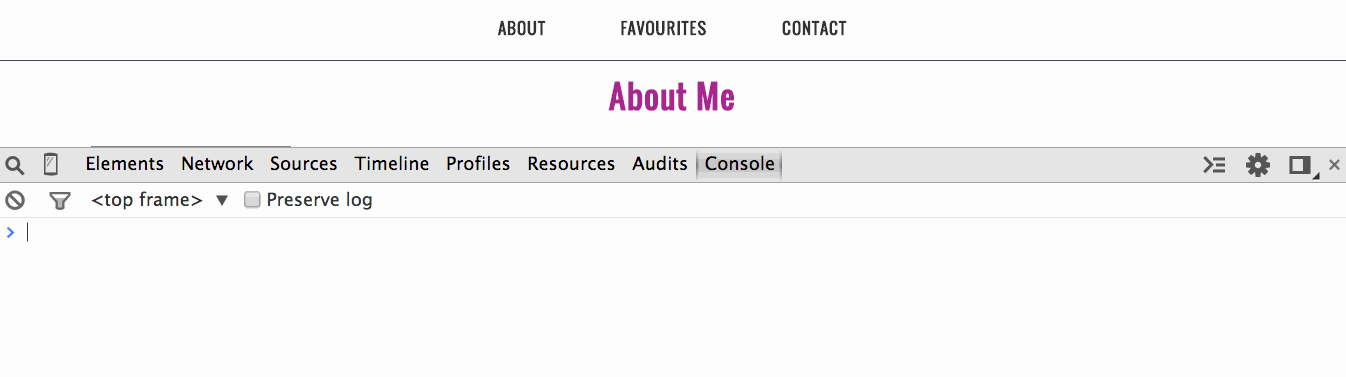 ABOUT FAVOURITES CONTACT
About Me
Elements Network Sources Timeline Profiles Resources Audits Console
<top frame> Preserve log